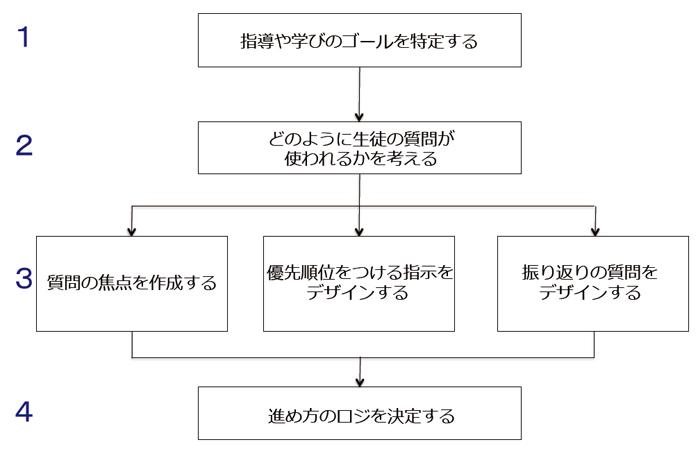 1
指導や学びのゴールを特定する
2
どのように生徒の質問が
使われるかを考える
3
質問の焦点を作成する
優先順位をつける指示を
デザインする
振り返りの質問を
デザインする
4
進め方のロジを決定する